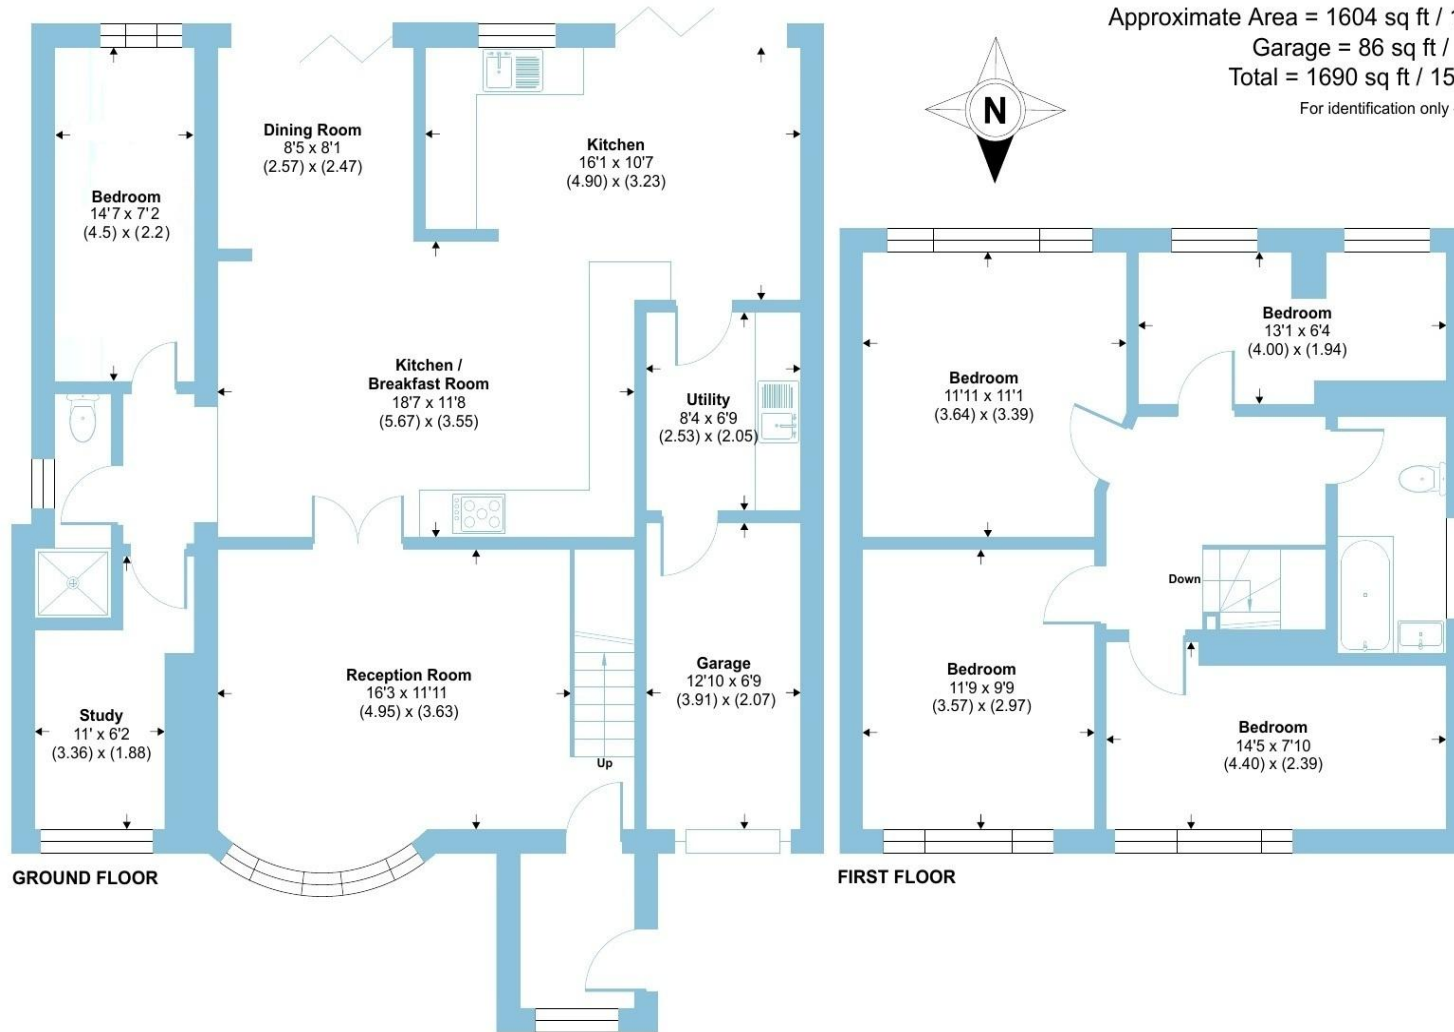 Approximate Area = 1604 sq ft / 1
Garage = 86 sq ft /
Total = 1690 sq ft / 15
For identification only
N
Dining Room
8'5 x 8'1
(2.57) x (2.47)
Kitchen
16'1 x 10'7
(4.90) x (3.23)
Bedroom
14'7 x 7'2
(4.5) x (2.2)
Kitchen /
Breakfast Room
18'7 x 11'8
(5.67) x (3.55)
Utility
8'4 x 6'9
(2.53) x (2.05)
Reception Room
16'3 x 11'11
(4.95) x (3.63)
Garage
12'10 x 6'9
(3.91) x (2.07)
Study
11' x 6'2
(3.36) x (1.88)
Up
GROUND FLOOR
Bedroom
13'1 x 6'4
(4.00) x (1.94)
Bedroom
11'11 x 11'1
(3.64) x (3.39)
Down
Bedroom
11'9 x 9'9
(3.57) x (2.97)
Bedroom
14'5 x 7'10
(4.40) x (2.39)
FIRST FLOOR